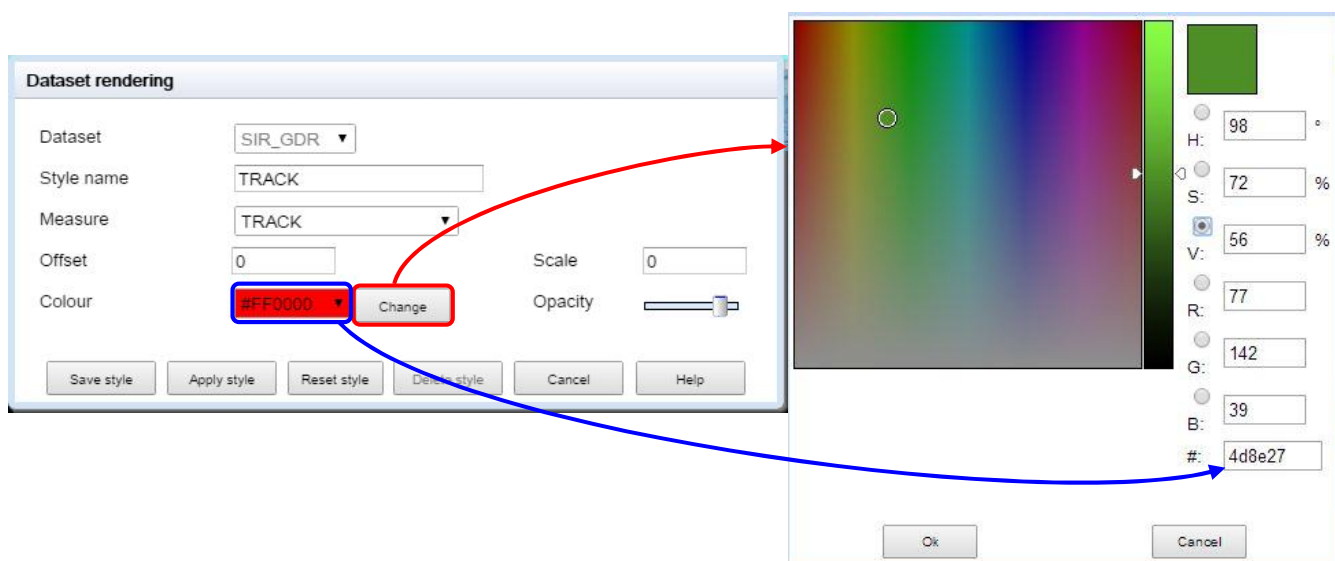 Dataset rendering
Dataset SIR_GDR
Style name TRACK
Measure TRACK
Offset 0 Scale 0
Colour #FF0000 Change Opacity
Save style Apply style Reset style Delete style Cancel Help
H: 98 °
S: 72 %
V: 56 %
R: 77
G: 142
B: 39
#: 4d8e27
Ok Cancel